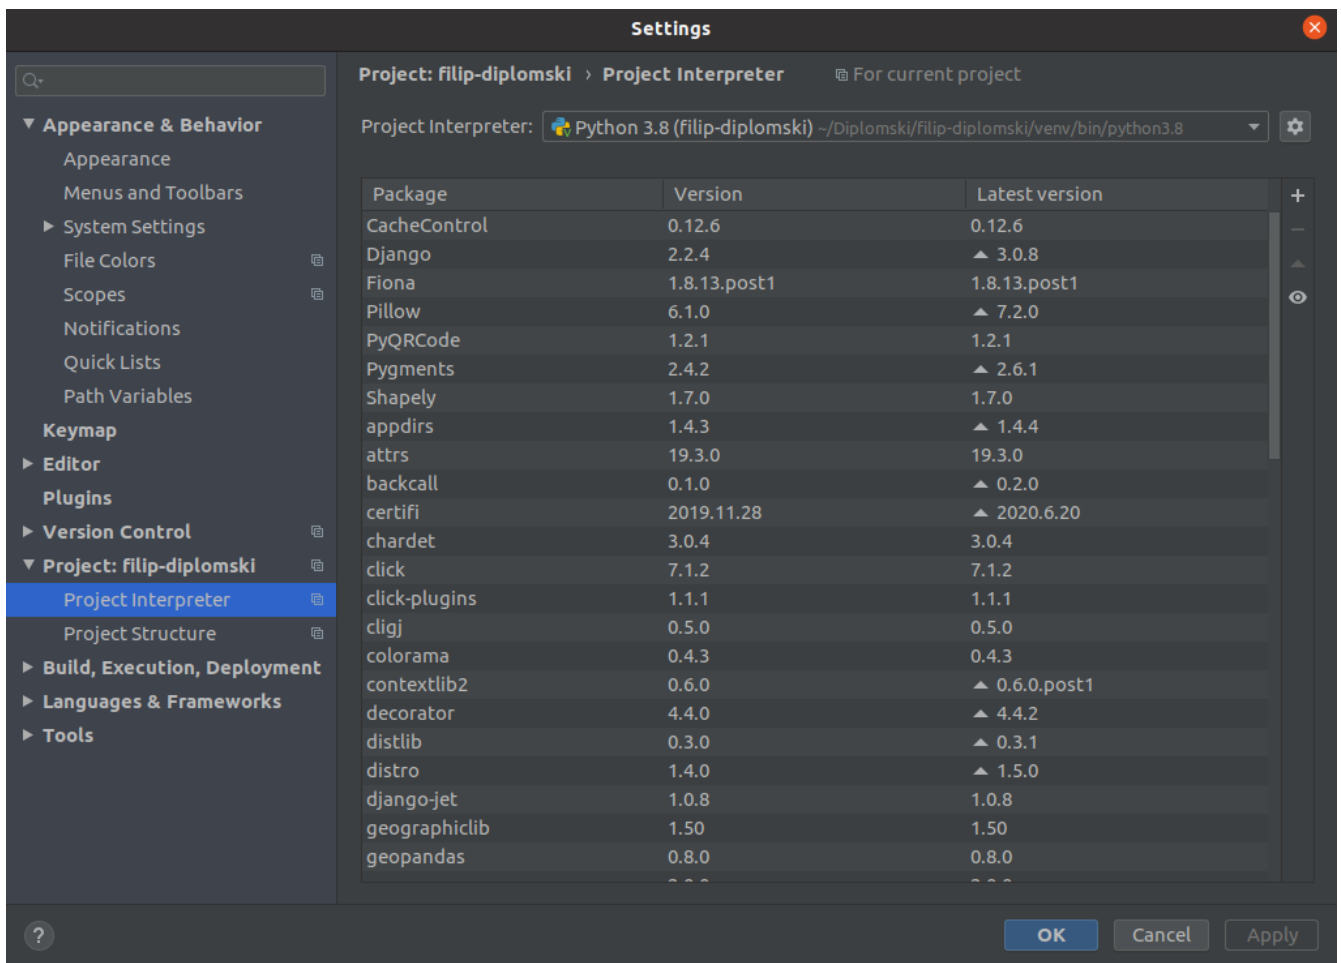 Settings
Project: filip-diplomski › Project Interpreter For current project
Project Interpreter: Python 3.8 (filip-diplomski) ~/Diplomski/filip-diplomski/venv/bin/python3.8
Appearance & Behavior
Appearance
Menus and Toolbars
System Settings
File Colors
Scopes
Notifications
Quick Lists
Path Variables
Keymap
Editor
Plugins
Version Control
Project: filip-diplomski
Project Interpreter
Project Structure
Build, Execution, Deployment
Languages & Frameworks
Tools
Package Version Latest version
CacheControl 0.12.6 0.12.6
Django 2.2.4 3.0.8
Fiona 1.8.13.post1 1.8.13.post1
Pillow 6.1.0 7.2.0
PyQRCode 1.2.1 1.2.1
Pygments 2.4.2 2.6.1
Shapely 1.7.0 1.7.0
appdirs 1.4.3 1.4.4
attrs 19.3.0 19.3.0
backcall 0.1.0 0.2.0
certifi 2019.11.28 2020.6.20
chardet 3.0.4 3.0.4
click 7.1.2 7.1.2
click-plugins 1.1.1 1.1.1
cligj 0.5.0 0.5.0
colorama 0.4.3 0.4.3
contextlib2 0.6.0 0.6.0.post1
decorator 4.4.0 4.4.2
distlib 0.3.0 0.3.1
distro 1.4.0 1.5.0
django-jet 1.0.8 1.0.8
geographiclib 1.50 1.50
geopandas 0.8.0 0.8.0
? OK Cancel Apply